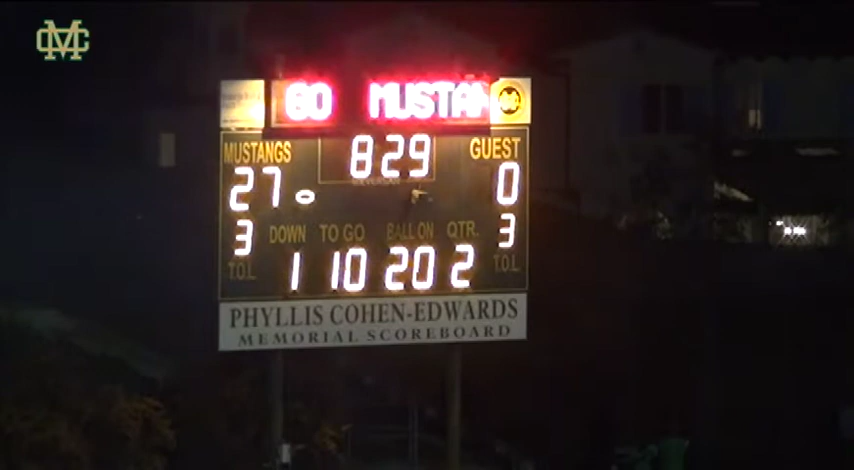 MC
GO MUSTAN
MUSTANGS 8 29 GUEST
27 0
3 DOWN TO GO BALL ON QTR. 3
T.O.L 1 10 20 2 T.O.L
PHYLLIS COHEN-EDWARDS
MEMORIAL SCOREBOARD